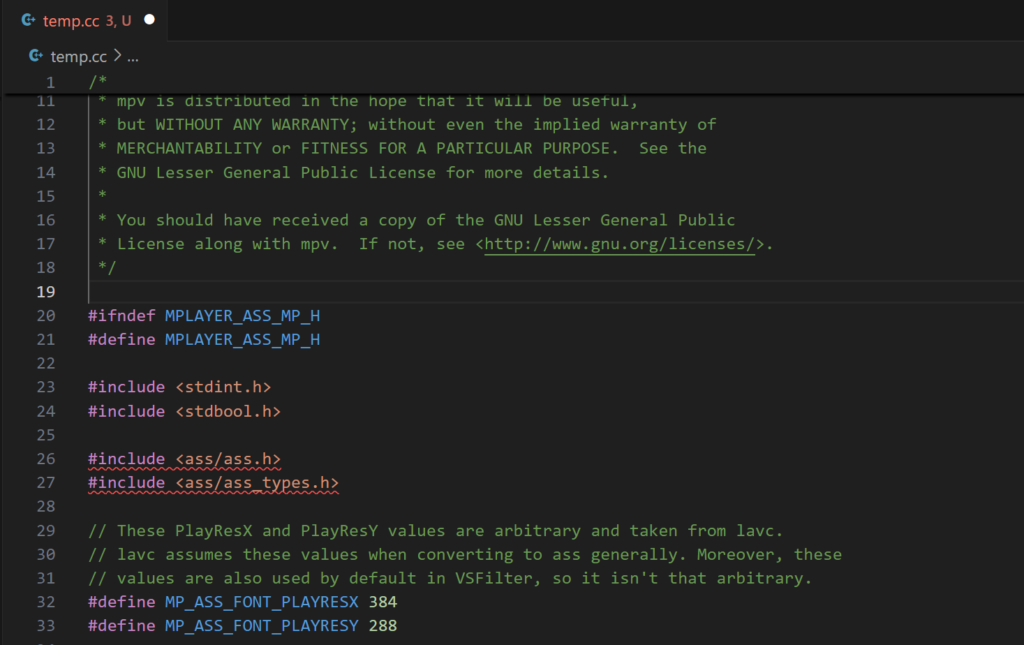 temp.cc 3, U
temp.cc > ...
1 /*
11 * mpv is distributed in the hope that it will be useful,
12 * but WITHOUT ANY WARRANTY; without even the implied warranty of
13 * MERCHANTABILITY or FITNESS FOR A PARTICULAR PURPOSE.  See the
14 * GNU Lesser General Public License for more details.
15 *
16 * You should have received a copy of the GNU Lesser General Public
17 * License along with mpv.  If not, see <http://www.gnu.org/licenses/>.
18 */
19
20 #ifndef MPLAYER_ASS_MP_H
21 #define MPLAYER_ASS_MP_H
22
23 #include <stdint.h>
24 #include <stdbool.h>
25
26 #include <ass/ass.h>
27 #include <ass/ass_types.h>
28
29 // These PlayResX and PlayResY values are arbitrary and taken from lavc.
30 // lavc assumes these values when converting to ass generally. Moreover, these
31 // values are also used by default in VSFilter, so it isn't that arbitrary.
32 #define MP_ASS_FONT_PLAYRESX 384
33 #define MP_ASS_FONT_PLAYRESY 288